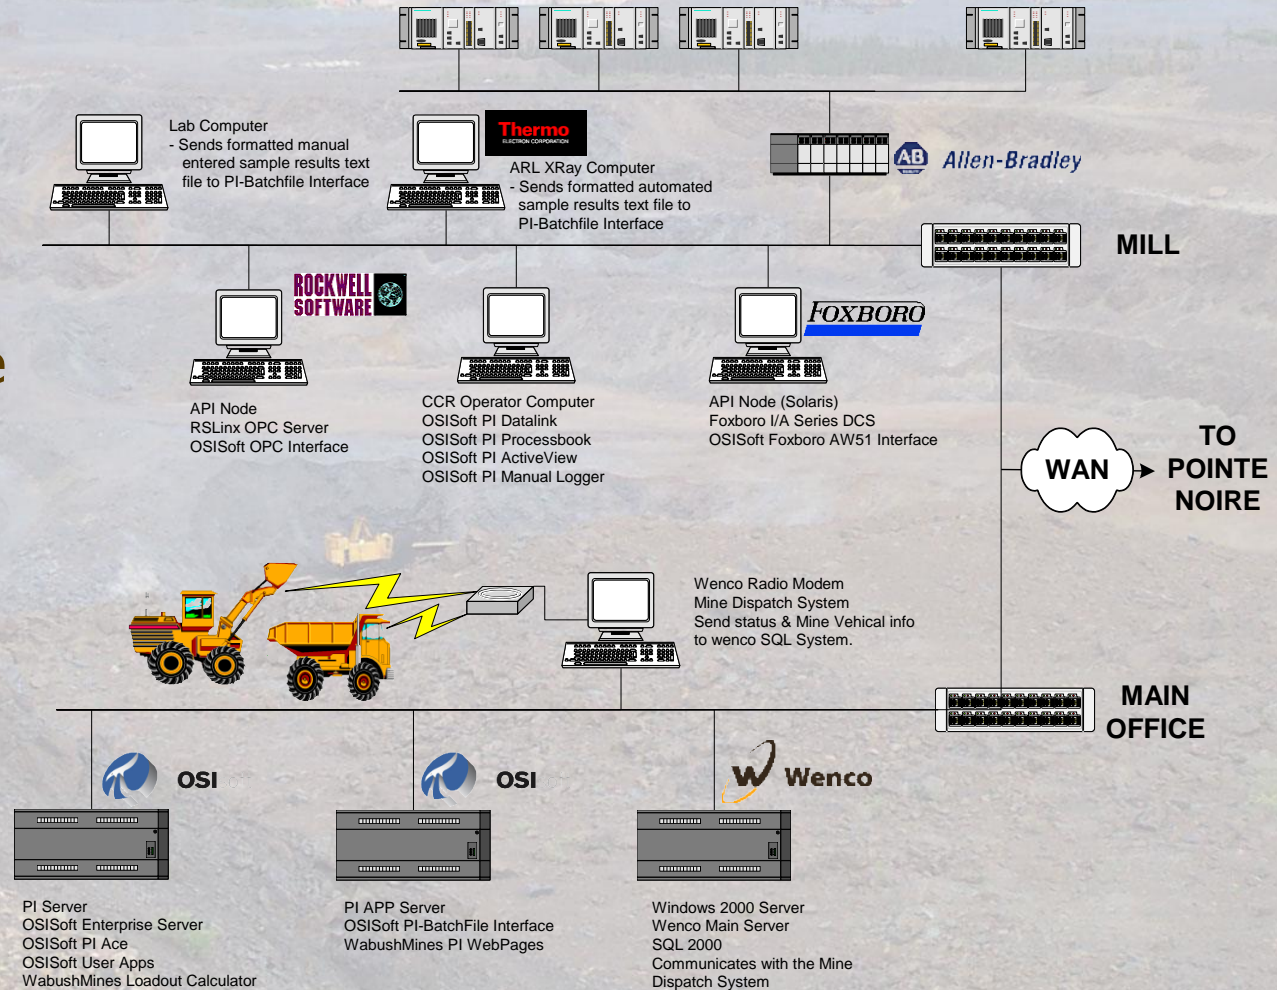 Lab Computer
- Sends formatted manual
entered sample results text
file to PI-Batchfile Interface
Thermo
ELECTRON CORPORATION
ARL XRay Computer
- Sends formatted automated
sample results text file to
PI-Batchfile Interface
AB
Allen-Bradley
MILL
ROCKWELL
SOFTWARE
FOXBORO
e
API Node
RSLinx OPC Server
OSISoft OPC Interface
CCR Operator Computer
OSISoft PI Datalink
OSISoft PI Processbook
OSISoft PI ActiveView
OSISoft PI Manual Logger
API Node (Solaris)
Foxboro I/A Series DCS
OSISoft Foxboro AW51 Interface
WAN
TO
POINTE
NOIRE
Wenco Radio Modem
Mine Dispatch System
Send status & Mine Vehical info
to wenco SQL System.
MAIN
OFFICE
OSI
OSI
Wenco
PI Server
OSISoft Enterprise Server
OSISoft PI Ace
OSISoft User Apps
WabushMines Loadout Calculator
PI APP Server
OSISoft PI-BatchFile Interface
WabushMines PI WebPages
Windows 2000 Server
Wenco Main Server
SQL 2000
Communicates with the Mine
Dispatch System